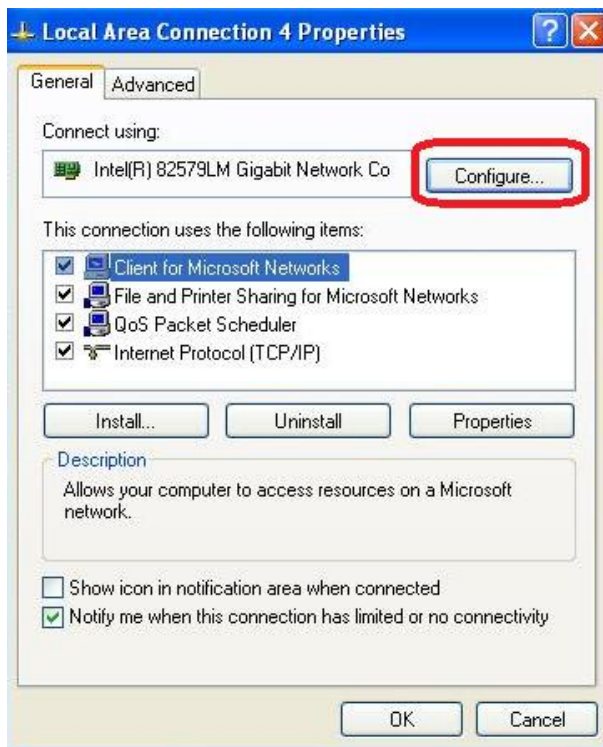 Local Area Connection 4 Properties
General Advanced
Connect using:
Intel(R) 82579LM Gigabit Network Co
Configure...
This connection uses the following items:
Client for Microsoft Networks
File and Printer Sharing for Microsoft Networks
QoS Packet Scheduler
Internet Protocol (TCP/IP)
Install... Uninstall Properties
Description
Allows your computer to access resources on a Microsoft
network.
Show icon in notification area when connected
Notify me when this connection has limited or no connectivity
OK Cancel